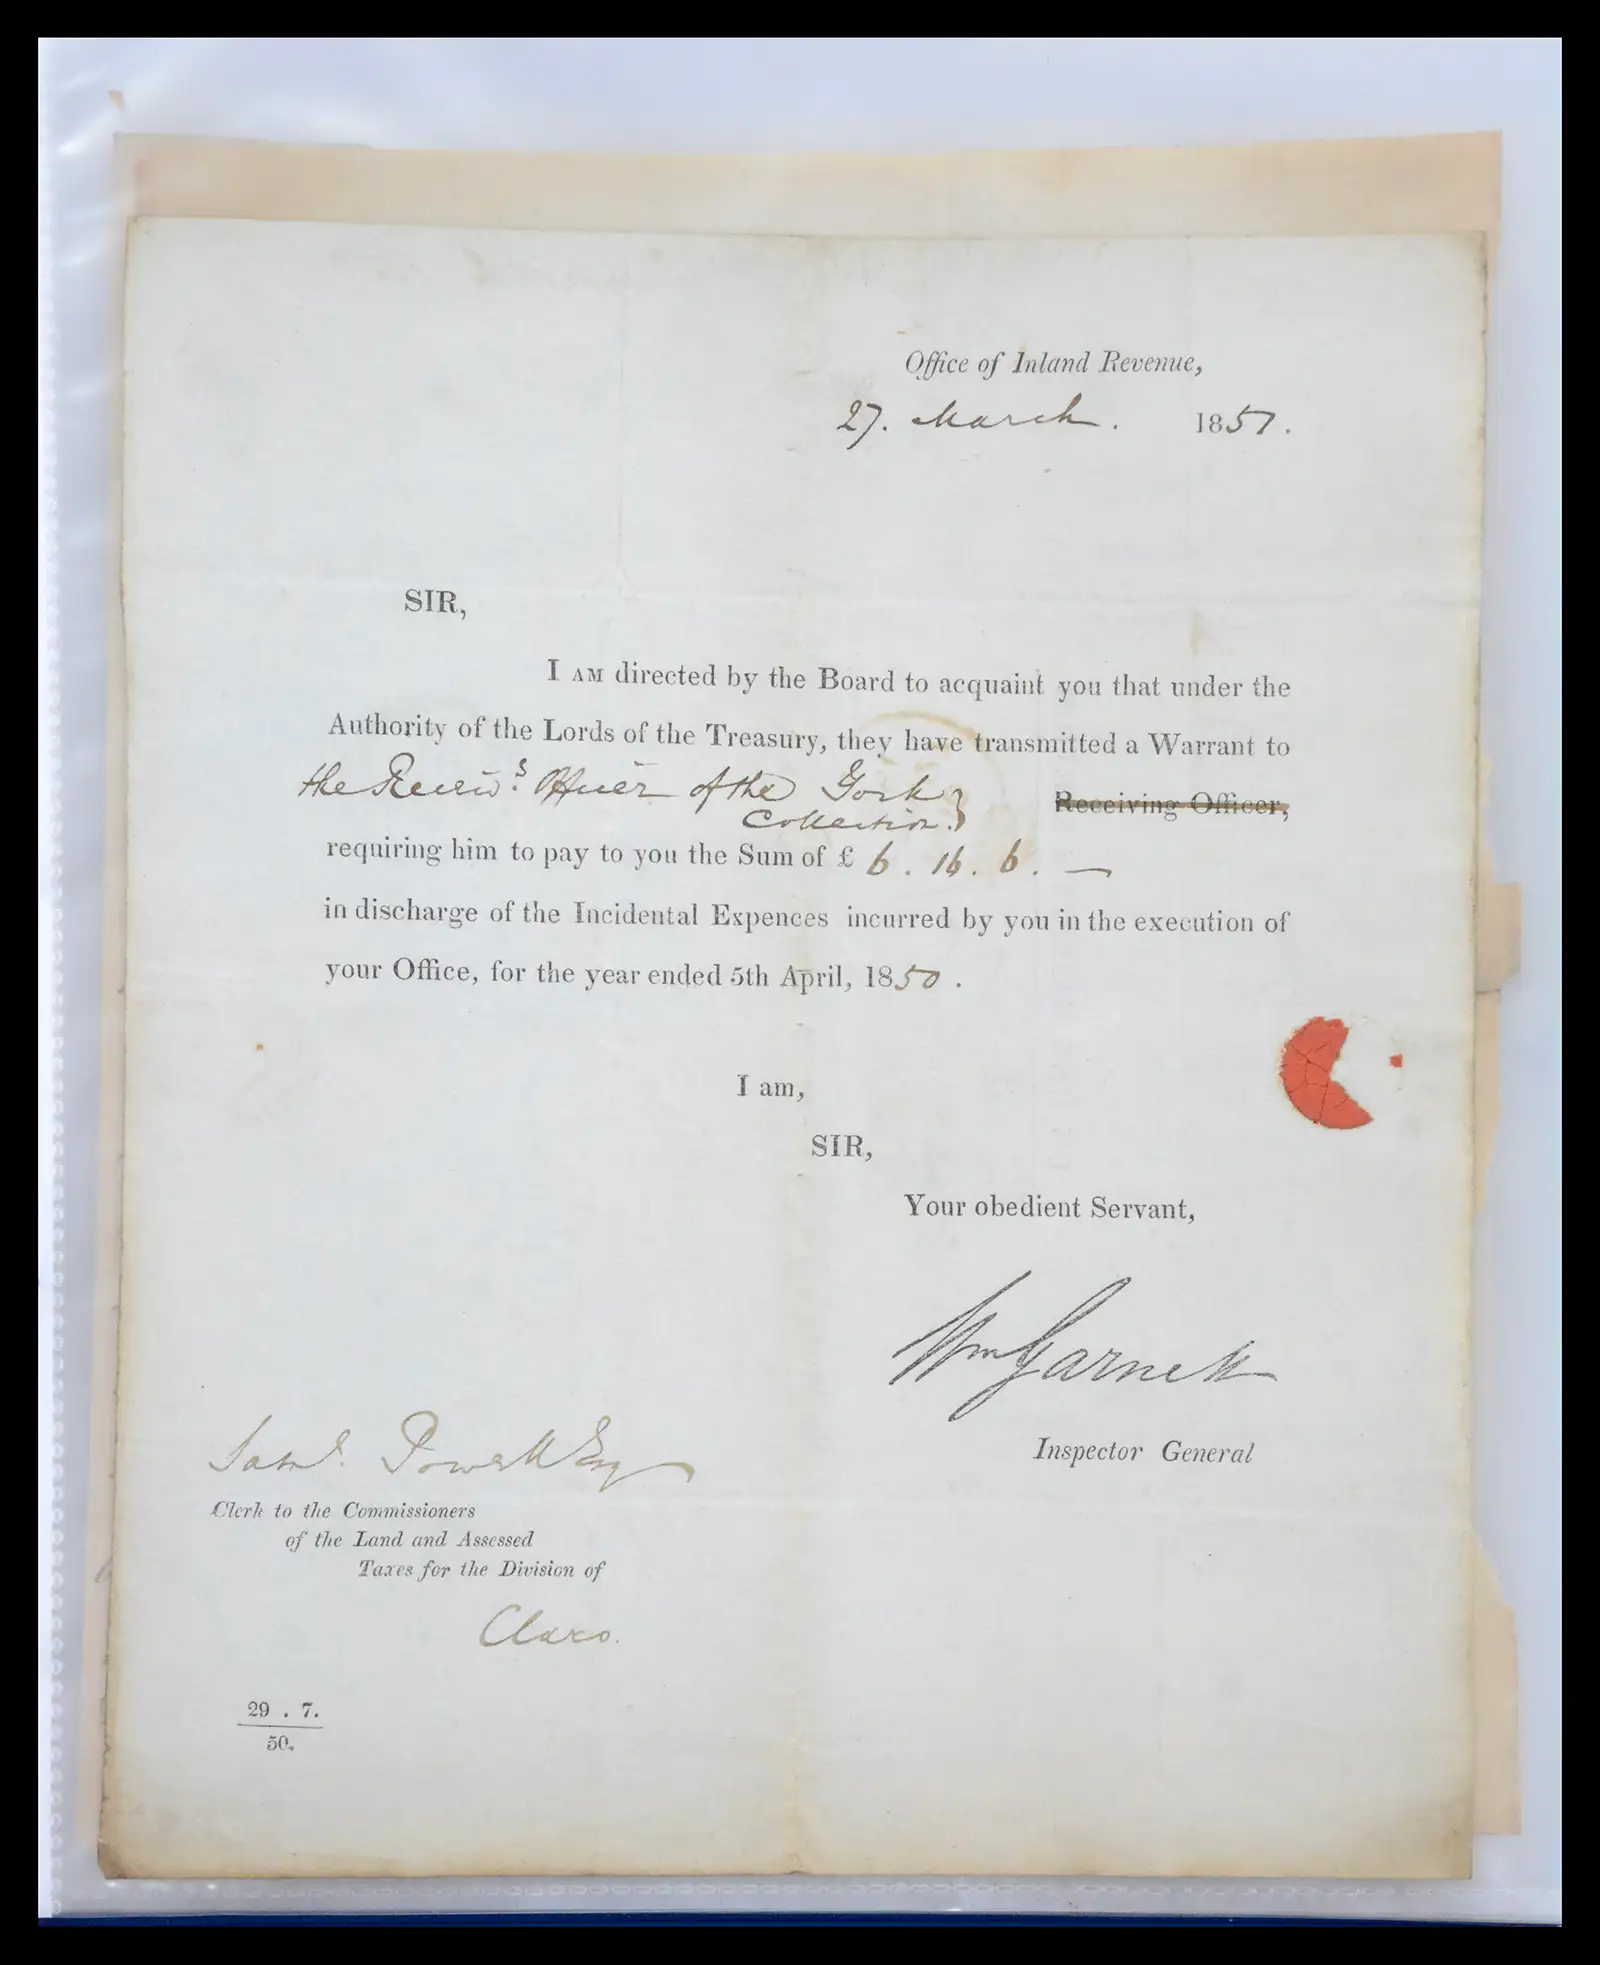 Office of Inland Revenue,
27. March. 1851.
SIR,
I AM directed by the Board to acquaint you that under the
Authority of the Lords of the Treasury, they have transmitted a Warrant to
the Receiv.g Officer of the York Receiving Officer,
Collection.
requiring him to pay to you the Sum of £ 6. 16. 6. —
in discharge of the Incidental Expences incurred by you in the execution of
your Office, for the year ended 5th April, 1850.
I am,
SIR,
Your obedient Servant,
Wm Garnett
Inspector General
Saml. Powell Esq
Clerk to the Commissioners
of the Land and Assessed
Taxes for the Division of
Claro.
29 . 7.
50.